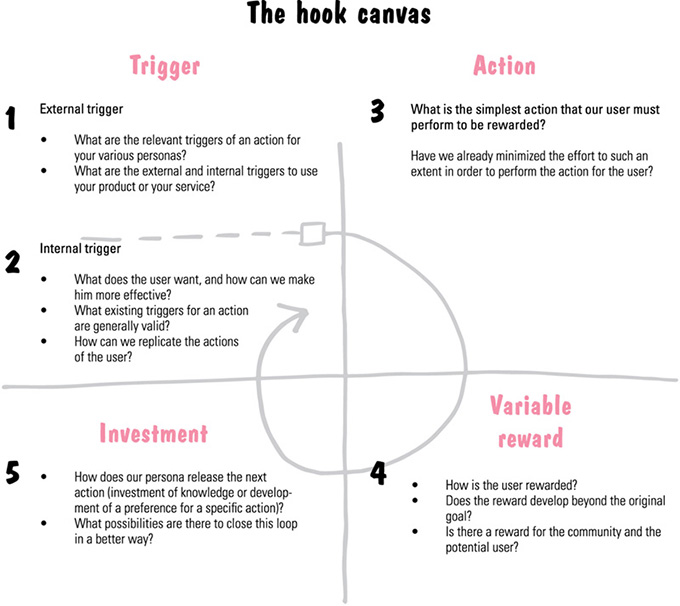 The hook canvas
Trigger
1
External trigger
• What are the relevant triggers of an action for
your various personas?
• What are the external and internal triggers to use
your product or your service?
2
Internal trigger
• What does the user want, and how can we make
him more effective?
• What existing triggers for an action
are generally valid?
• How can we replicate the actions
of the user?
Action
3
What is the simplest action that our user must
perform to be rewarded?
Have we already minimized the effort to such an
extent in order to perform the action for the user?
Variable
reward
4
• How is the user rewarded?
• Does the reward develop beyond the original
goal?
• Is there a reward for the community and the
potential user?
Investment
5
• How does our persona release the next
action (investment of knowledge or develop-
ment of a preference for a specific action)?
• What possibilities are there to close this loop
in a better way?